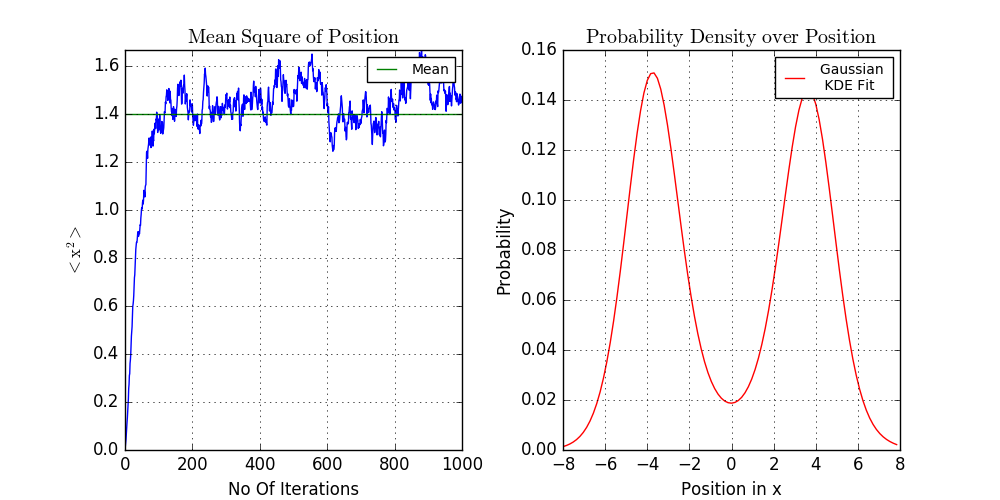 Mean Square of Position
< x² >
1.6
1.4
1.2
1.0
0.8
0.6
0.4
0.2
0.0
0 200 400 600 800 1000
No Of Iterations
Mean
Probability Density over Position
Probability
0.16
0.14
0.12
0.10
0.08
0.06
0.04
0.02
0.00
−8 −6 −4 −2 0 2 4 6 8
Position in x
Gaussian
KDE Fit